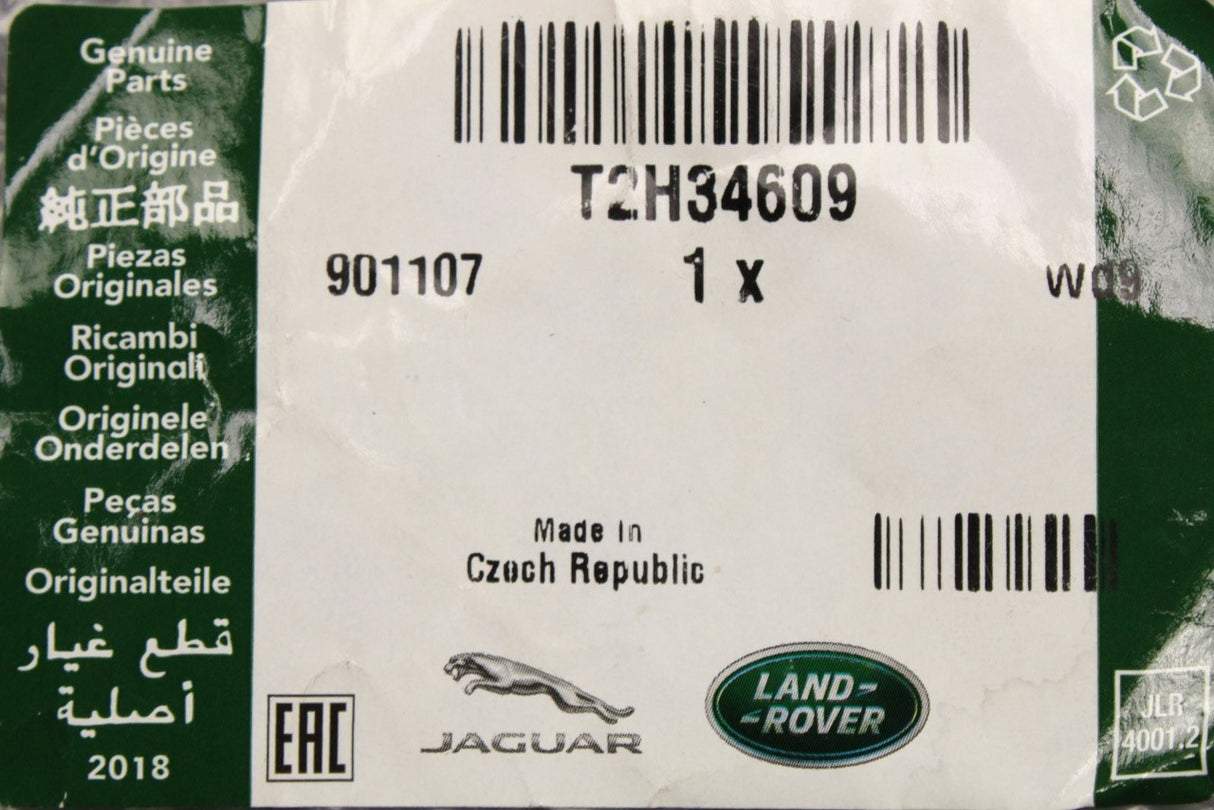 Genuine
Parts
Pièces
d'Origine
純正部品
Piezas
Originales
Ricambi
Originali
Originele
Onderdelen
Peças
Genuinas
Originalteile
قطع غيار
أصلية
2018
T2H34609
901107 1 x W09
Made In
Czech Republic
EAC
JAGUAR
LAND-
-ROVER
JLR
4001.2